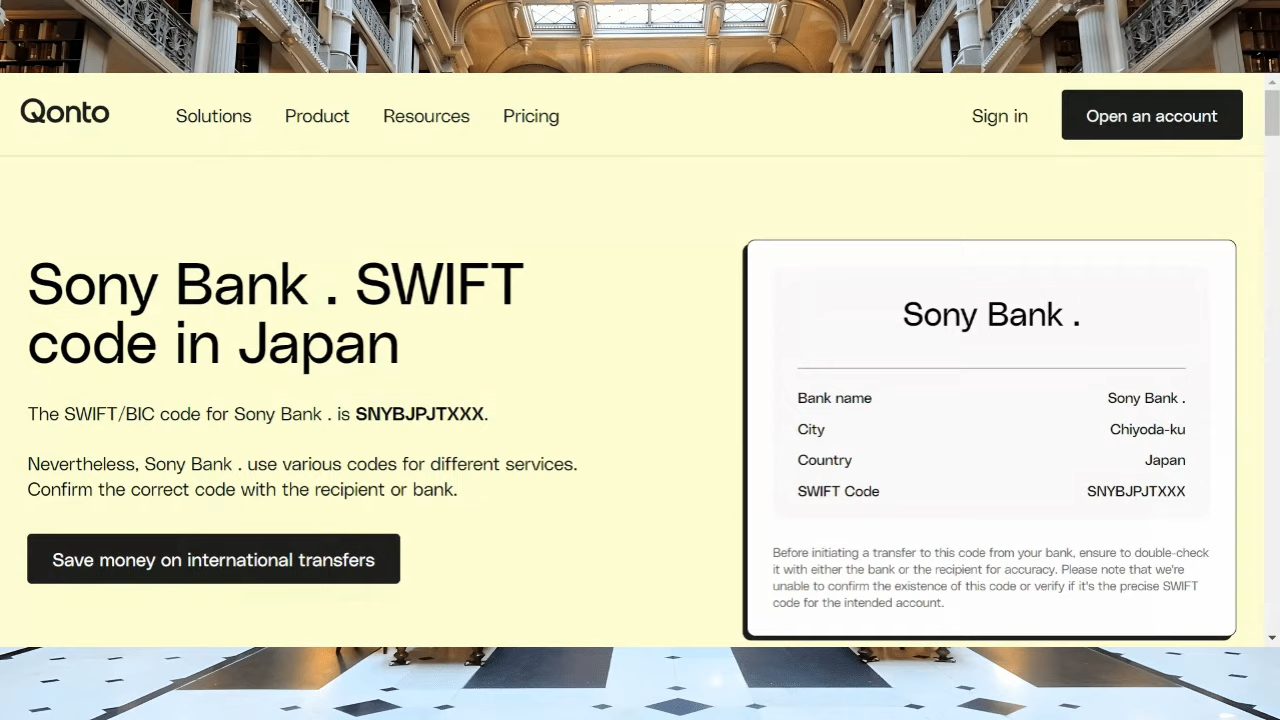 Qonto
Solutions
Product
Resources
Pricing
Sign in
Open an account
Sony Bank . SWIFT
code in Japan
The SWIFT/BIC code for Sony Bank . is SNYBJPJTXXX.
Nevertheless, Sony Bank . use various codes for different services.
Confirm the correct code with the recipient or bank.
Save money on international transfers
Sony Bank .
Bank name Sony Bank .
City Chiyoda-ku
Country Japan
SWIFT Code SNYBJPJTXXX
Before initiating a transfer to this code from your bank, ensure to double-check
it with either the bank or the recipient for accuracy. Please note that we're
unable to confirm the existence of this code or verify if it's the precise SWIFT
code for the intended account.